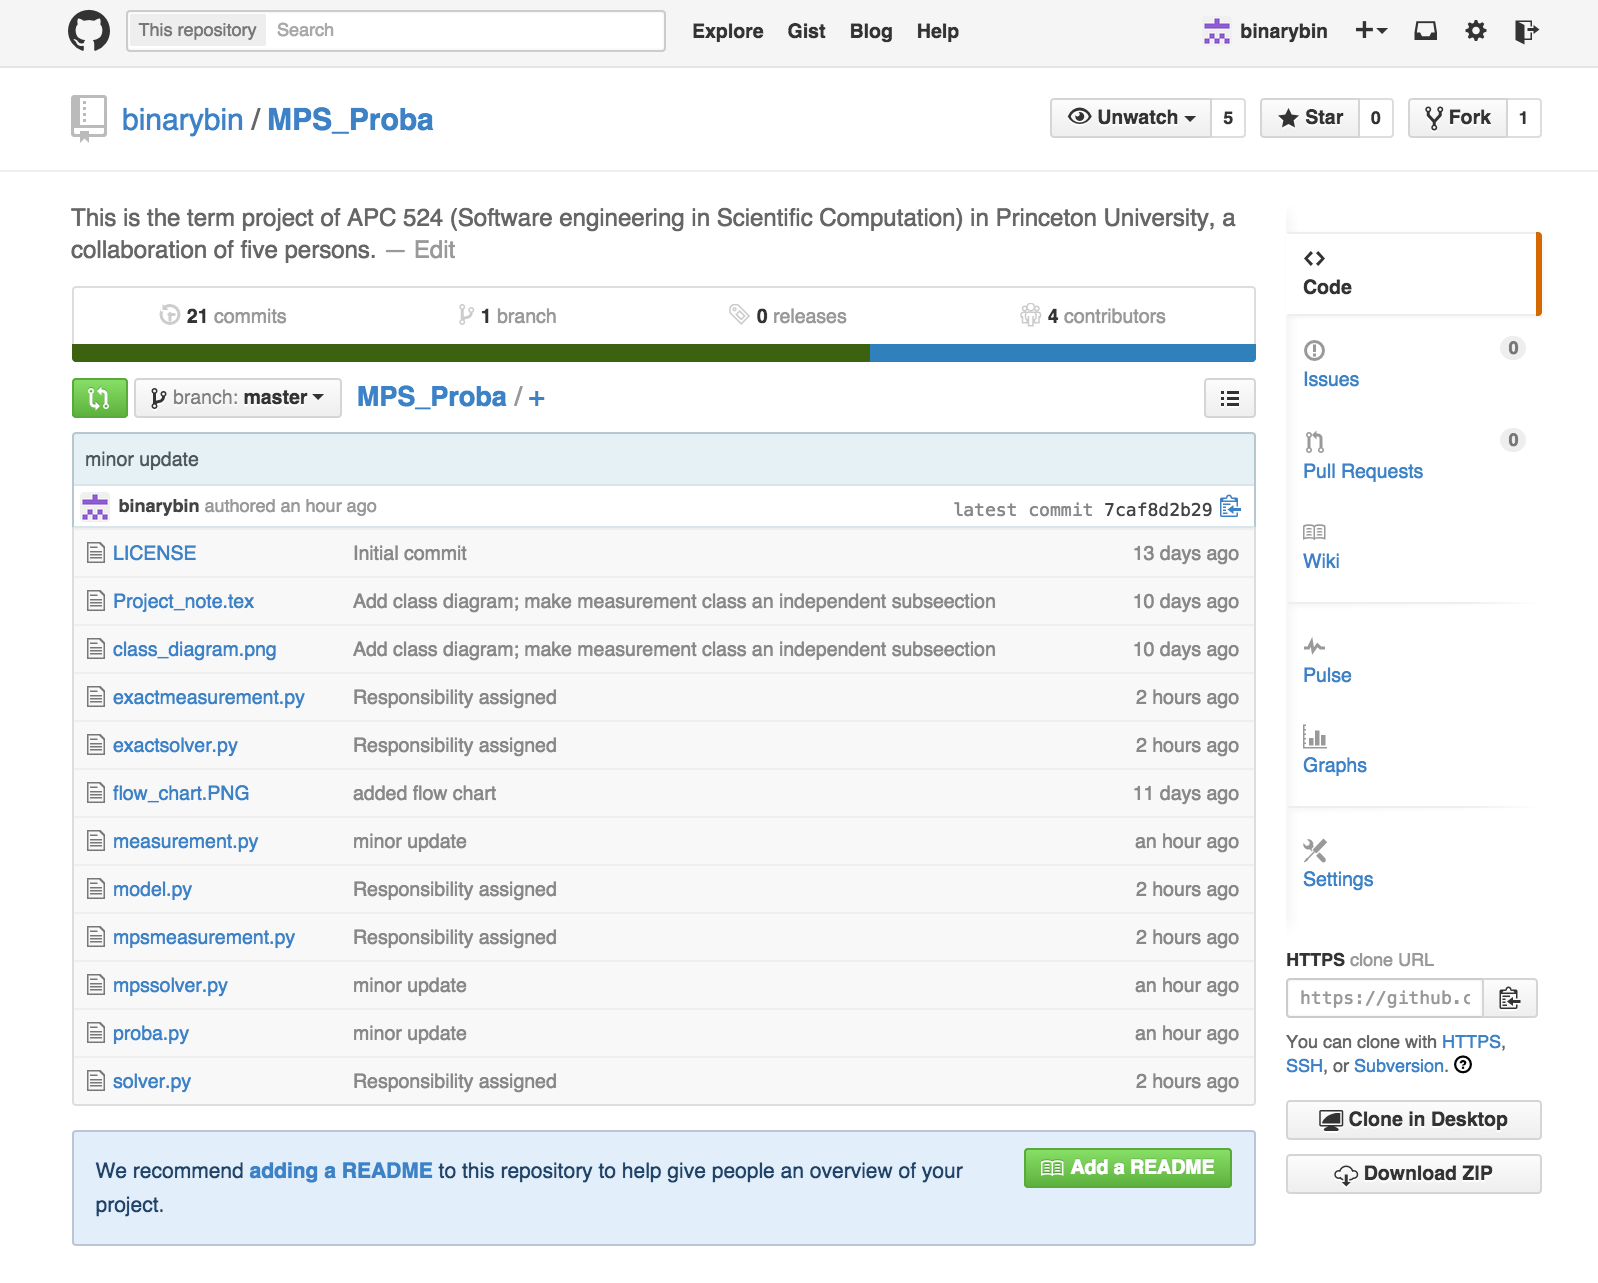 This repository Search Explore Gist Blog Help binarybin
binarybin / MPS_Proba Unwatch 5 Star 0 Fork 1
This is the term project of APC 524 (Software engineering in Scientific Computation) in Princeton University, a
collaboration of five persons. — Edit
21 commits 1 branch 0 releases 4 contributors
branch: master MPS_Proba / +
minor update
binarybin authored an hour ago latest commit 7caf8d2b29
LICENSE Initial commit 13 days ago
Project_note.tex Add class diagram; make measurement class an independent subseection 10 days ago
class_diagram.png Add class diagram; make measurement class an independent subseection 10 days ago
exactmeasurement.py Responsibility assigned 2 hours ago
exactsolver.py Responsibility assigned 2 hours ago
flow_chart.PNG added flow chart 11 days ago
measurement.py minor update an hour ago
model.py Responsibility assigned 2 hours ago
mpsmeasurement.py Responsibility assigned 2 hours ago
mpssolver.py minor update an hour ago
proba.py minor update an hour ago
solver.py Responsibility assigned 2 hours ago
We recommend adding a README to this repository to help give people an overview of your
project.
Add a README
Code
Issues 0
Pull Requests 0
Wiki
Pulse
Graphs
Settings
HTTPS clone URL
https://github.c
You can clone with HTTPS,
SSH, or Subversion.
Clone in Desktop
Download ZIP